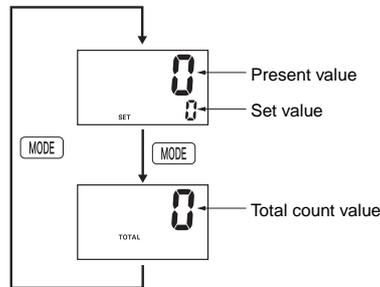 0
Present value
0
Set value
SET
MODE
MODE
0
Total count value
TOTAL